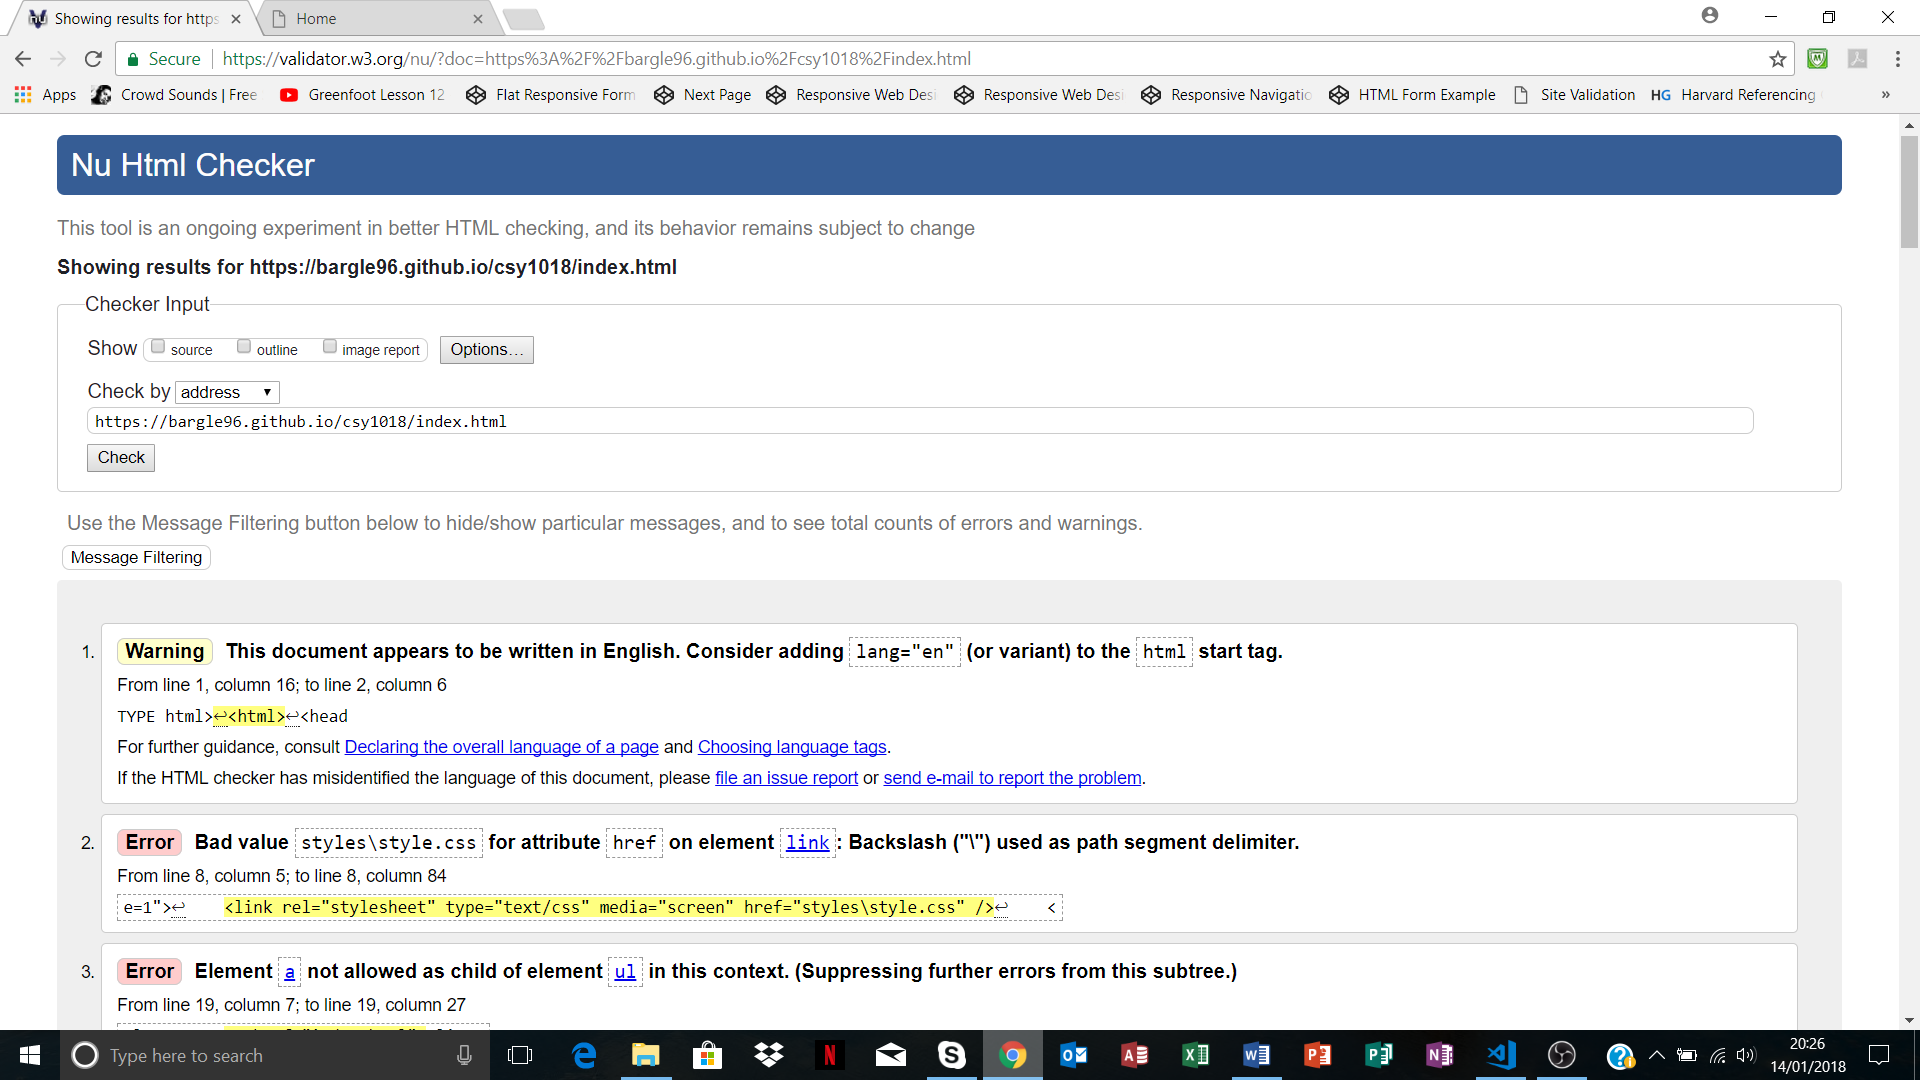 Showing results for https
Home
Secure
https://validator.w3.org/nu/?doc=https%3A%2F%2Fbargle96.github.io%2Fcsy1018%2Findex.html
Apps
Crowd Sounds | Free
Greenfoot Lesson 12
Flat Responsive Form
Next Page
Responsive Web Desi
Responsive Web Desi
Responsive Navigatio
HTML Form Example
Site Validation
HG Harvard Referencing
»
Nu Html Checker
This tool is an ongoing experiment in better HTML checking, and its behavior remains subject to change
Showing results for https://bargle96.github.io/csy1018/index.html
Checker Input
Show source outline image report Options...
Check by address
https://bargle96.github.io/csy1018/index.html
Check
Use the Message Filtering button below to hide/show particular messages, and to see total counts of errors and warnings.
Message Filtering
1. Warning This document appears to be written in English. Consider adding lang="en" (or variant) to the html start tag.
From line 1, column 16; to line 2, column 6
TYPE html>↩<html>↩<head
For further guidance, consult Declaring the overall language of a page and Choosing language tags.
If the HTML checker has misidentified the language of this document, please file an issue report or send e-mail to report the problem.
2. Error Bad value styles\style.css for attribute href on element link: Backslash ("\") used as path segment delimiter.
From line 8, column 5; to line 8, column 84
e=1">↩ <link rel="stylesheet" type="text/css" media="screen" href="styles\style.css" />↩ <
3. Error Element a not allowed as child of element ul in this context. (Suppressing further errors from this subtree.)
From line 19, column 7; to line 19, column 27
Type here to search
20:26
14/01/2018